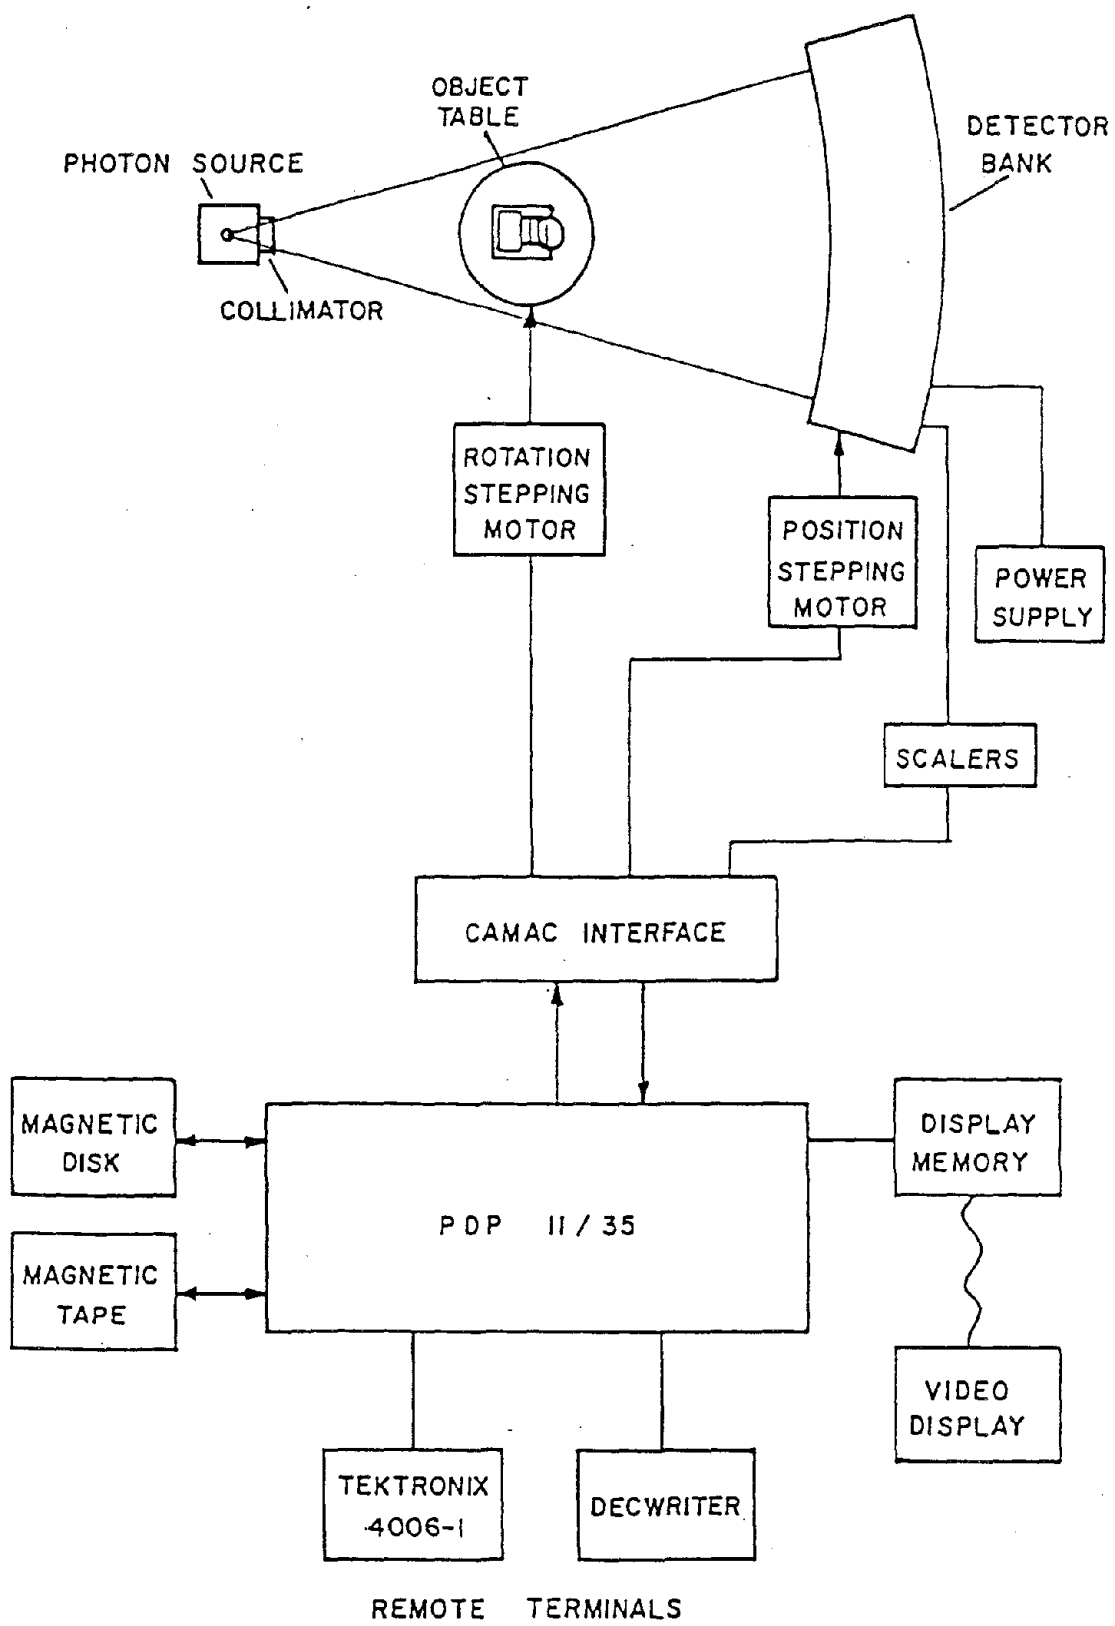 OBJECT
TABLE
PHOTON SOURCE
DETECTOR
BANK
COLLIMATOR
ROTATION
STEPPING
MOTOR
POSITION
STEPPING
MOTOR
POWER
SUPPLY
SCALERS
CAMAC INTERFACE
MAGNETIC
DISK
DISPLAY
MEMORY
PDP 11/35
MAGNETIC
TAPE
VIDEO
DISPLAY
TEKTRONIX
4006-1
DECWRITER
REMOTE TERMINALS